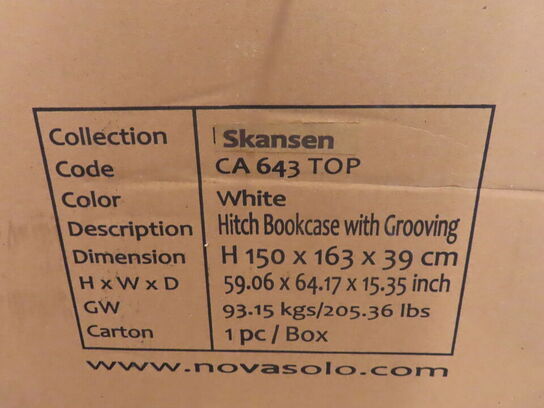 Collection Skansen
Code CA 643 TOP
Color White
Description Hitch Bookcase with Grooving
Dimension H 150 x 163 x 39 cm
H x W x D 59.06 x 64.17 x 15.35 inch
GW 93.15 kgs/205.36 lbs
Carton 1 pc / Box
www.novasolo.com